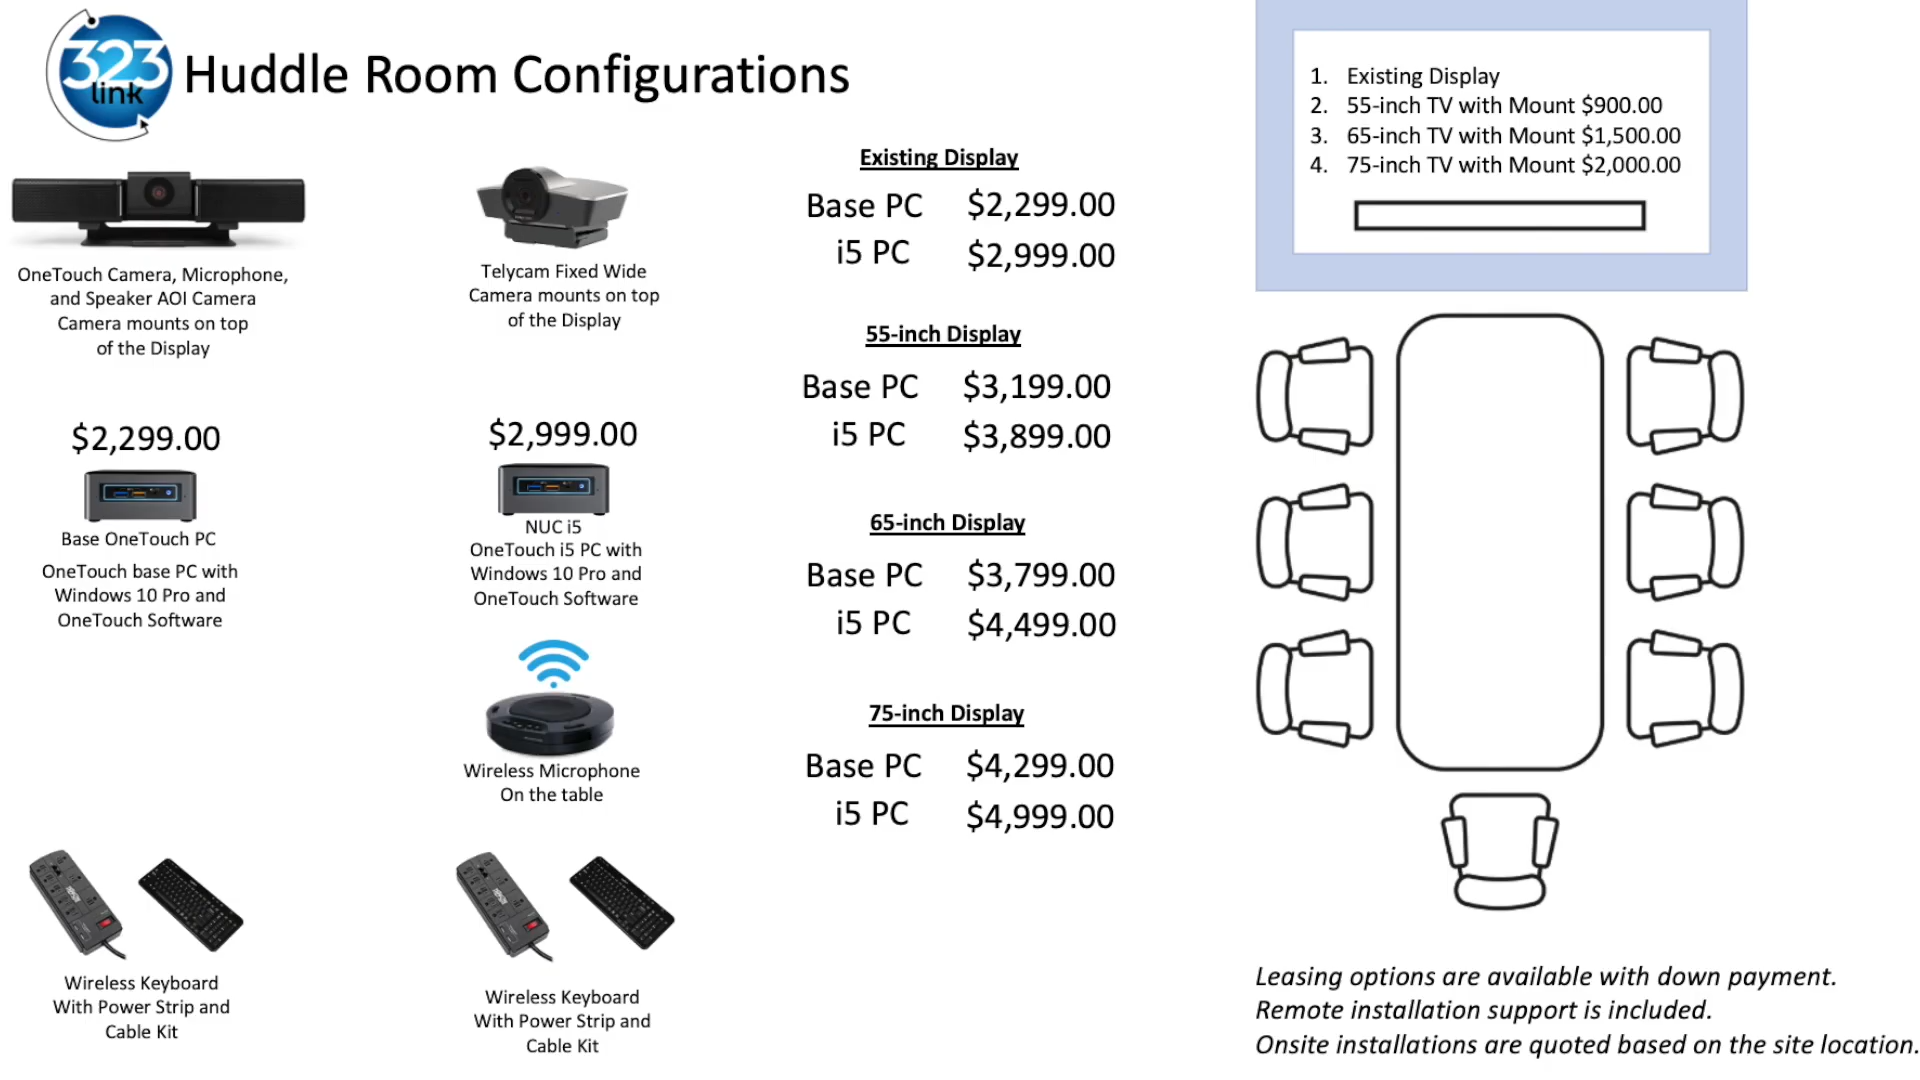 323
link
Huddle Room Configurations
OneTouch Camera, Microphone,
and Speaker AOI Camera
Camera mounts on top
of the Display
$2,299.00
Base OneTouch PC
OneTouch base PC with
Windows 10 Pro and
OneTouch Software
Wireless Keyboard
With Power Strip and
Cable Kit
Telycam Fixed Wide
Camera mounts on top
of the Display
$2,999.00
NUC i5
OneTouch i5 PC with
Windows 10 Pro and
OneTouch Software
Wireless Microphone
On the table
Wireless Keyboard
With Power Strip and
Cable Kit
Existing Display
Base PC $2,299.00
i5 PC $2,999.00
55-inch Display
Base PC $3,199.00
i5 PC $3,899.00
65-inch Display
Base PC $3,799.00
i5 PC $4,499.00
75-inch Display
Base PC $4,299.00
i5 PC $4,999.00
1. Existing Display
2. 55-inch TV with Mount $900.00
3. 65-inch TV with Mount $1,500.00
4. 75-inch TV with Mount $2,000.00
Leasing options are available with down payment.
Remote installation support is included.
Onsite installations are quoted based on the site location.